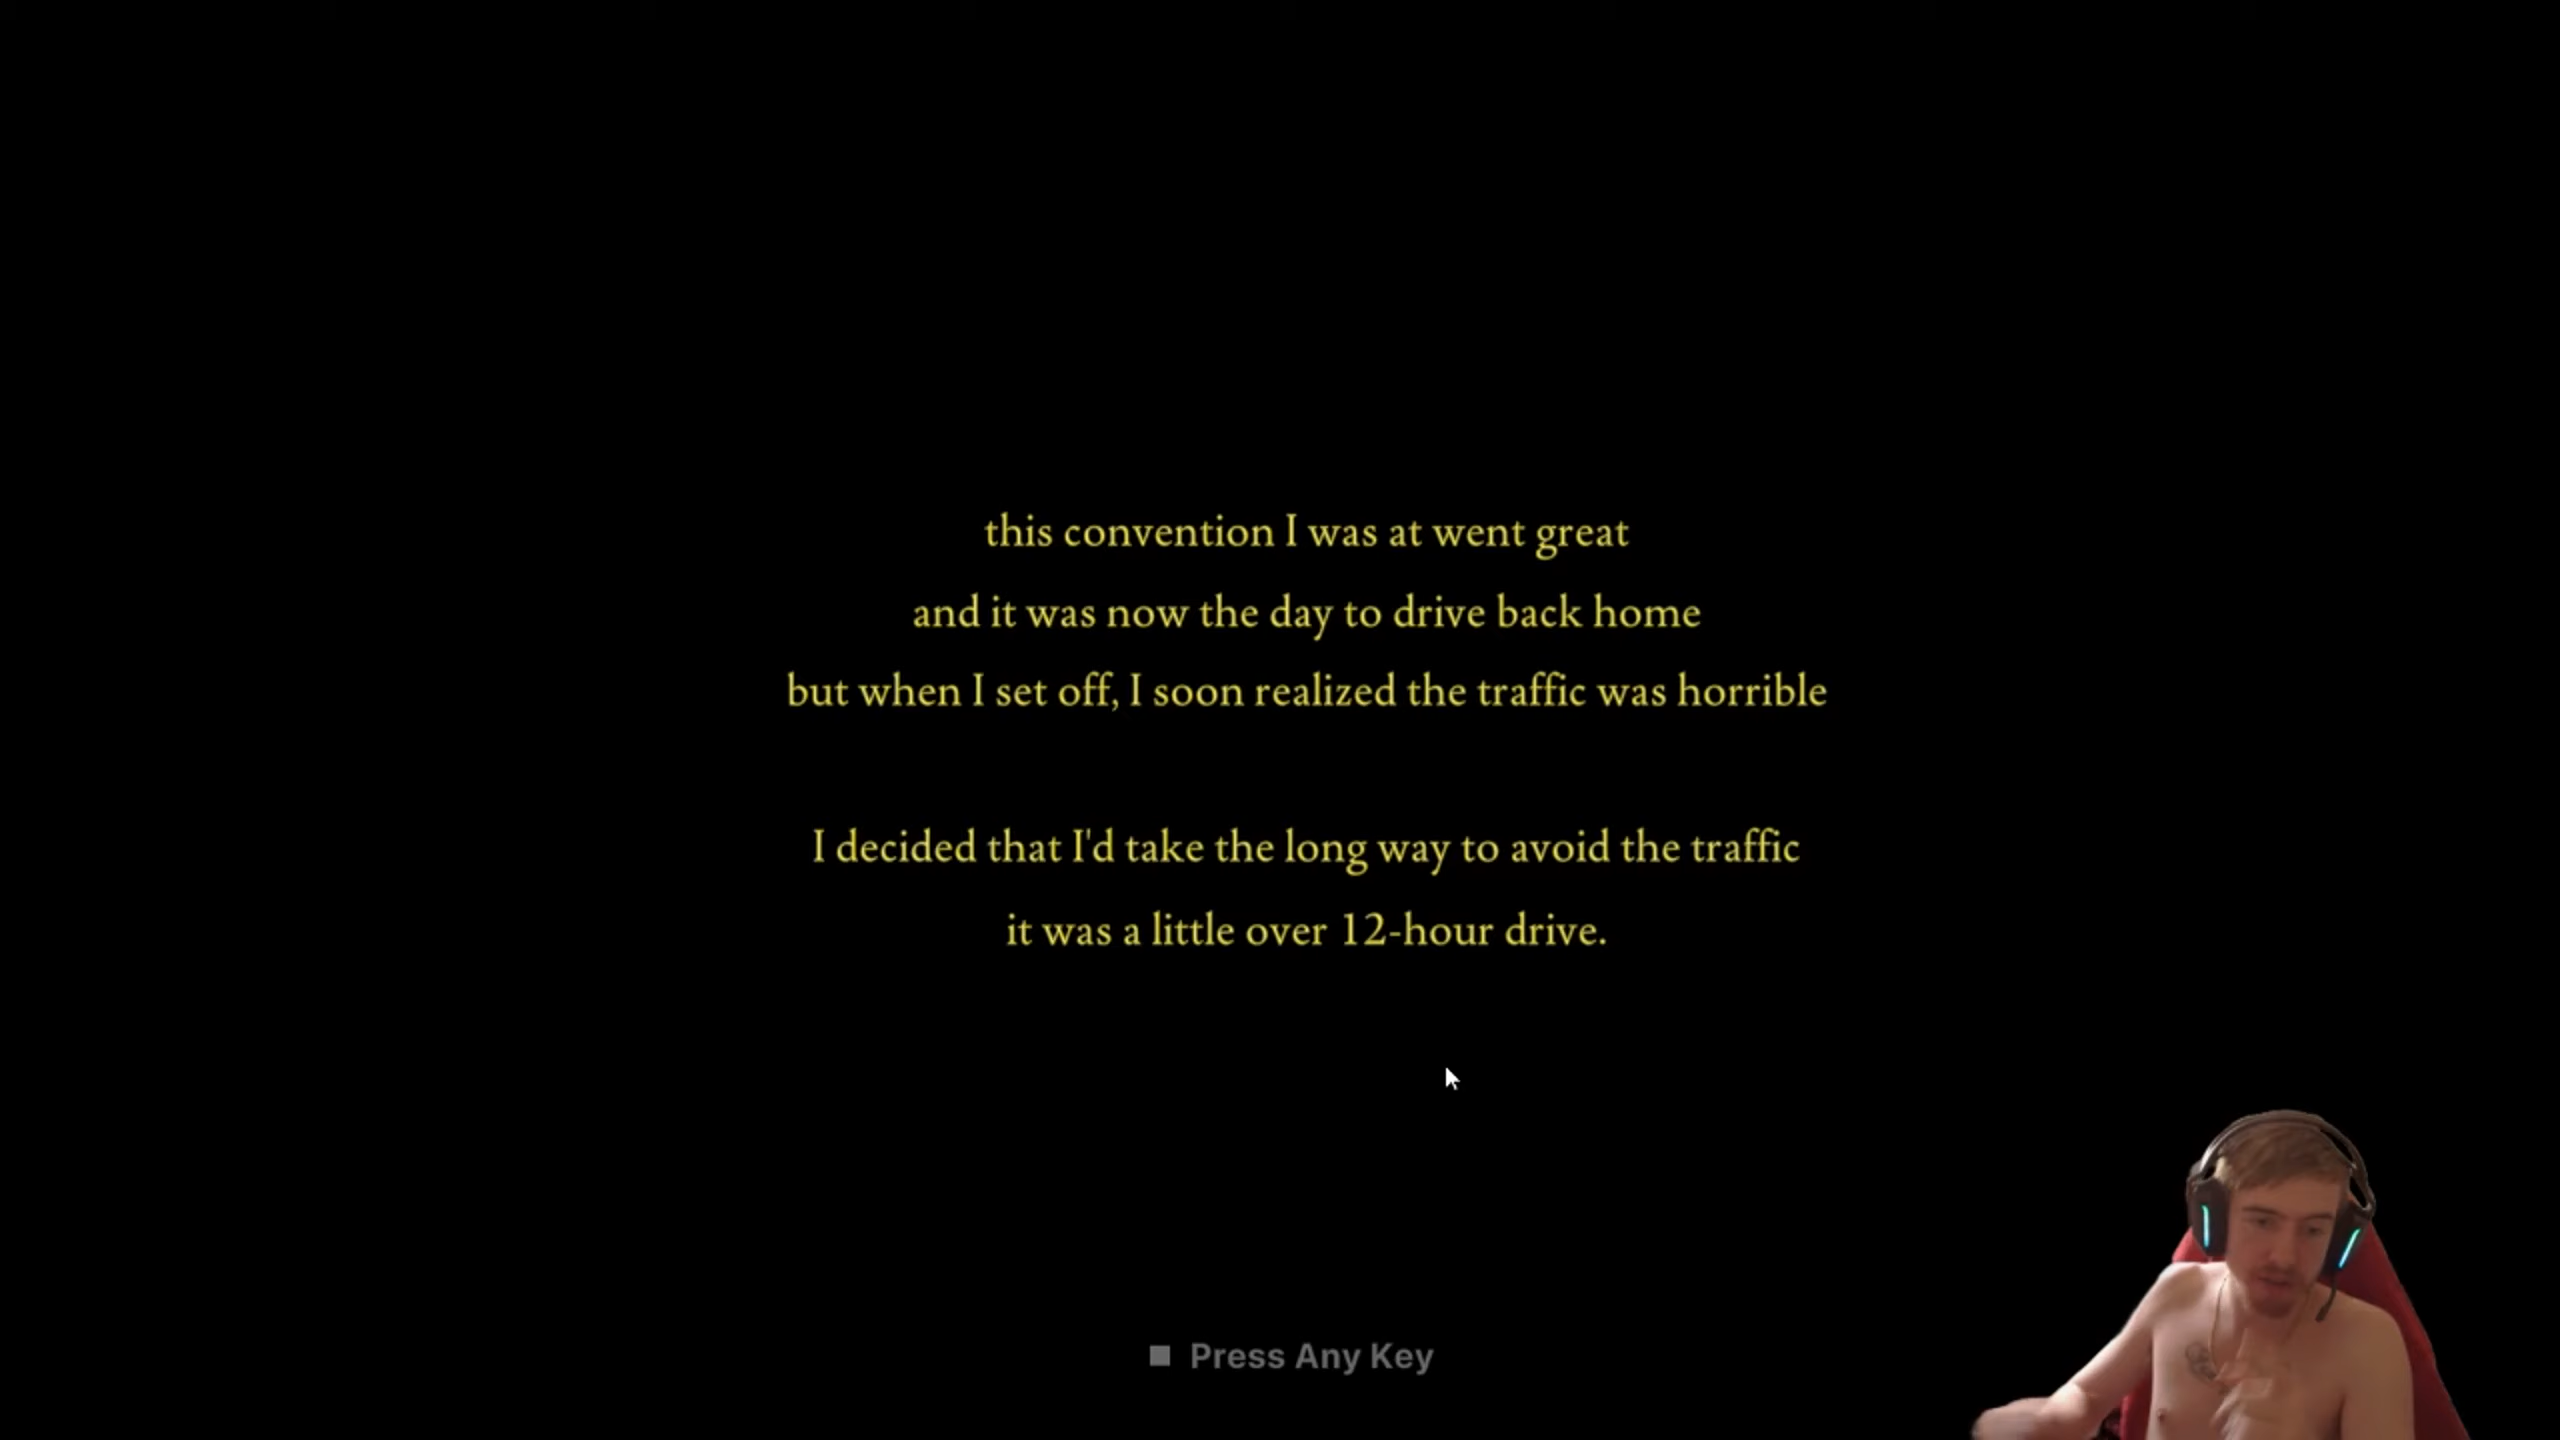 this convention I was at went great
and it was now the day to drive back home
but when I set off, I soon realized the traffic was horrible
I decided that I'd take the long way to avoid the traffic
it was a little over 12-hour drive.
Press Any Key